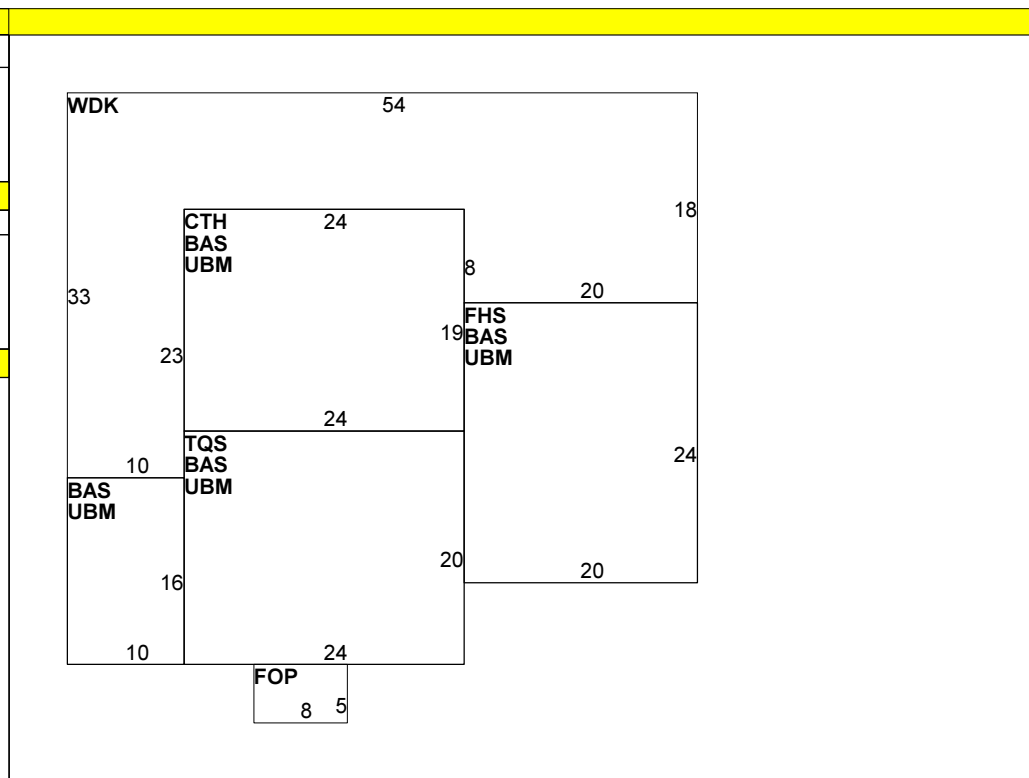 WDK 54
18
CTH 24
BAS
UBM
8
33
20
FHS
19 BAS
UBM
23
24
TQS
BAS
UBM
10
24
BAS
UBM
20
20
16
10
24
FOP
8 5